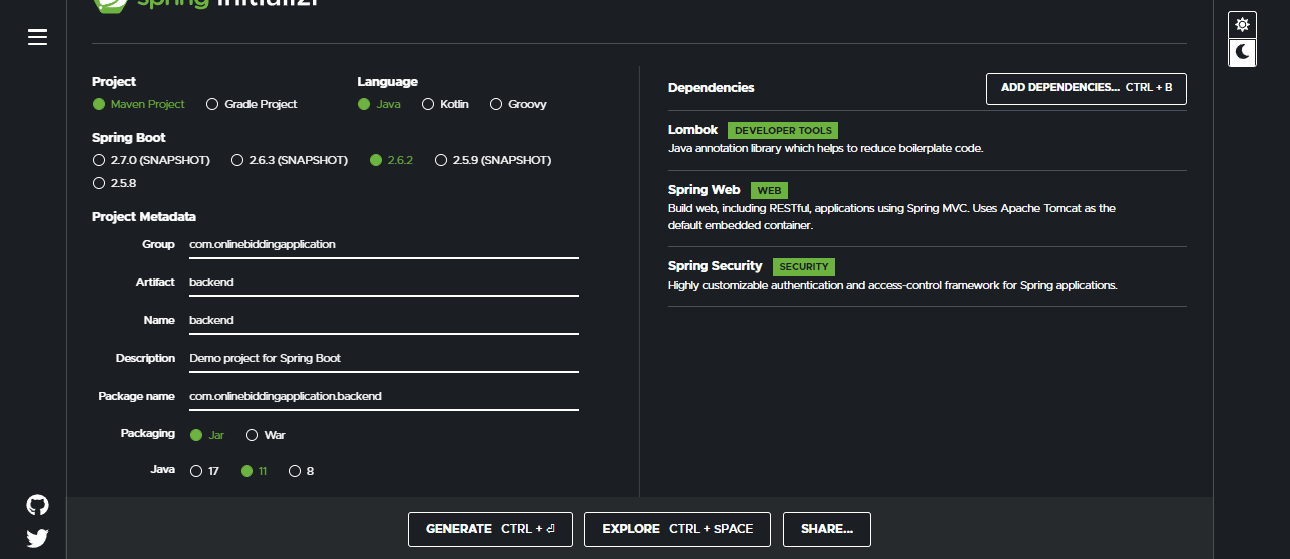 spring initializr
Project
Maven Project
Gradle Project
Language
Java
Kotlin
Groovy
Spring Boot
2.7.0 (SNAPSHOT)
2.6.3 (SNAPSHOT)
2.6.2
2.5.9 (SNAPSHOT)
2.5.8
Project Metadata
Group com.onlinebiddingapplication
Artifact backend
Name backend
Description Demo project for Spring Boot
Package name com.onlinebiddingapplication.backend
Packaging Jar War
Java 17 11 8
Dependencies
ADD DEPENDENCIES... CTRL + B
Lombok DEVELOPER TOOLS
Java annotation library which helps to reduce boilerplate code.
Spring Web WEB
Build web, including RESTful, applications using Spring MVC. Uses Apache Tomcat as the
default embedded container.
Spring Security SECURITY
Highly customizable authentication and access-control framework for Spring applications.
GENERATE CTRL + ⏎
EXPLORE CTRL + SPACE
SHARE...